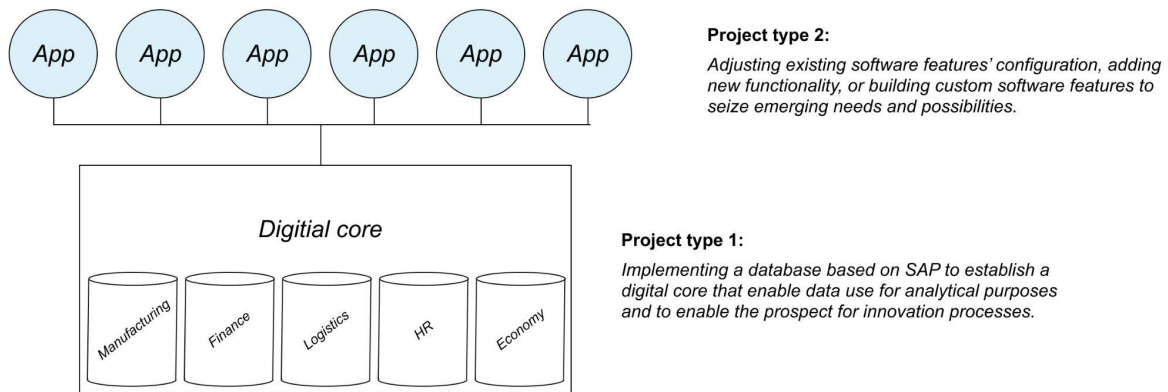 App App App App App App
Project type 2:
Adjusting existing software features' configuration, adding
new functionality, or building custom software features to
seize emerging needs and possibilities.
Digitial core
Project type 1:
Implementing a database based on SAP to establish a
digital core that enable data use for analytical purposes
and to enable the prospect for innovation processes.
Manufacturing
Finance
Logistics
HR
Economy